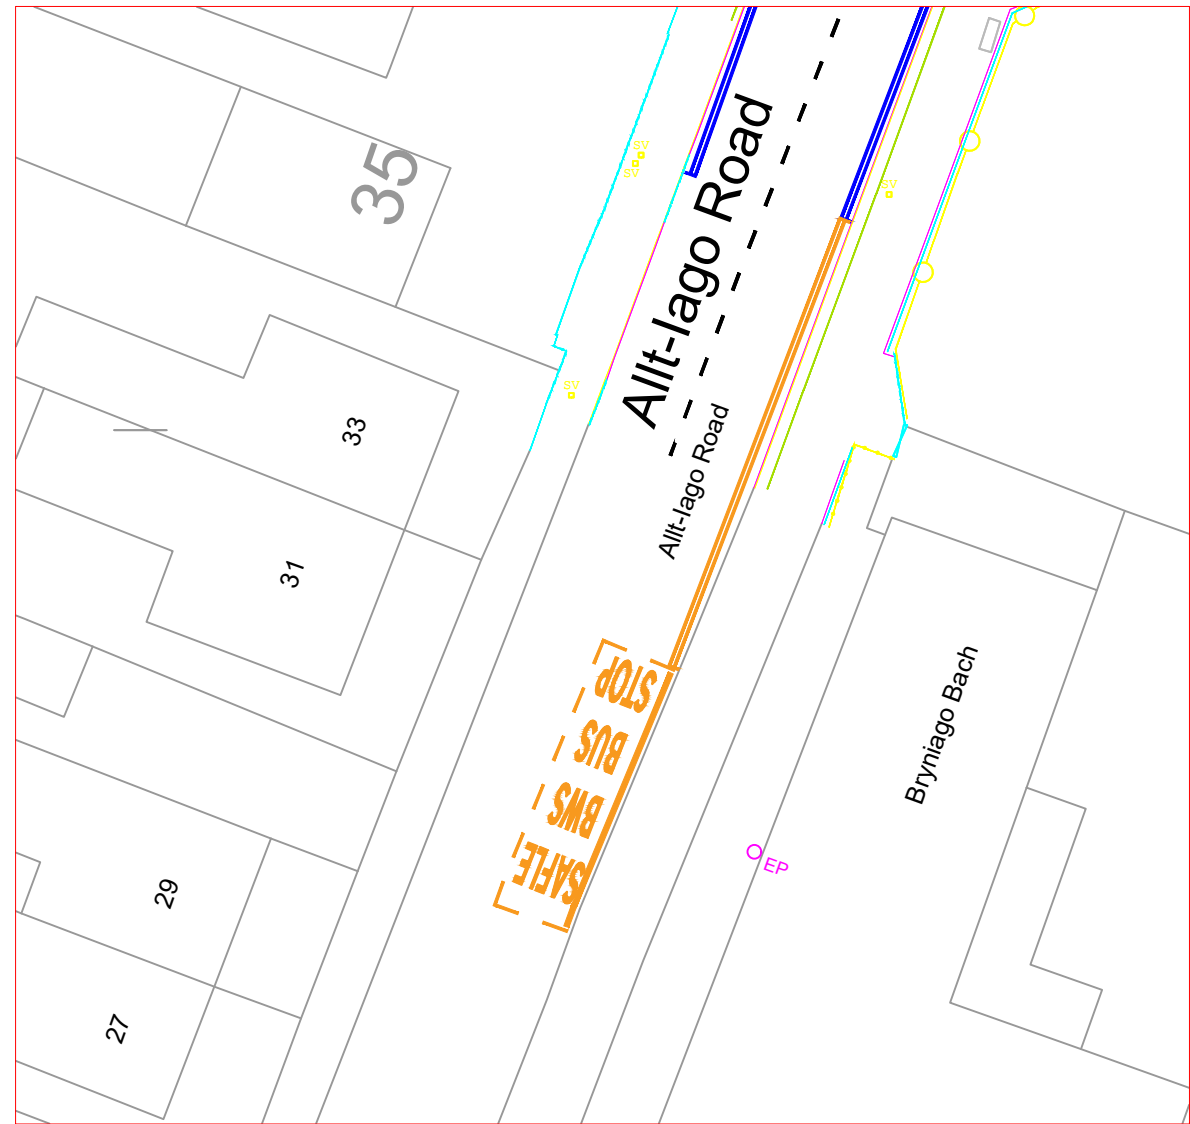 SV
SV
35
SV
Allt-Iago Road
SV
33
Allt-Iago Road
31
STOP
BUS
BWS
SAFLE
Bryniago Bach
EP
29
27